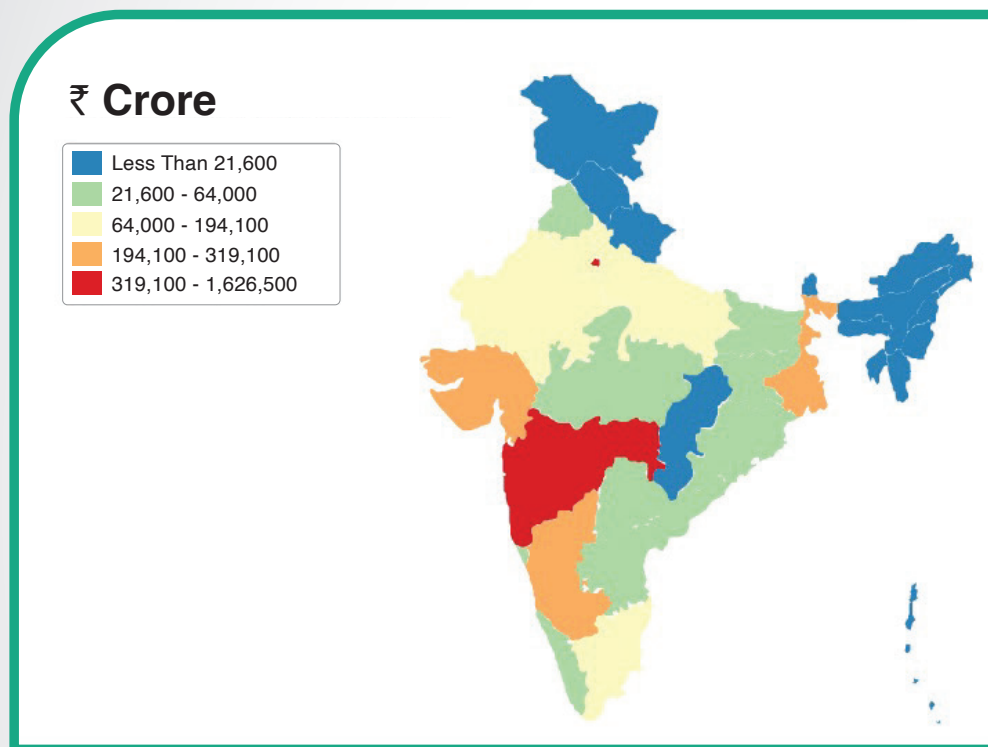 ₹ Crore
Less Than 21,600
21,600 - 64,000
64,000 - 194,100
194,100 - 319,100
319,100 - 1,626,500